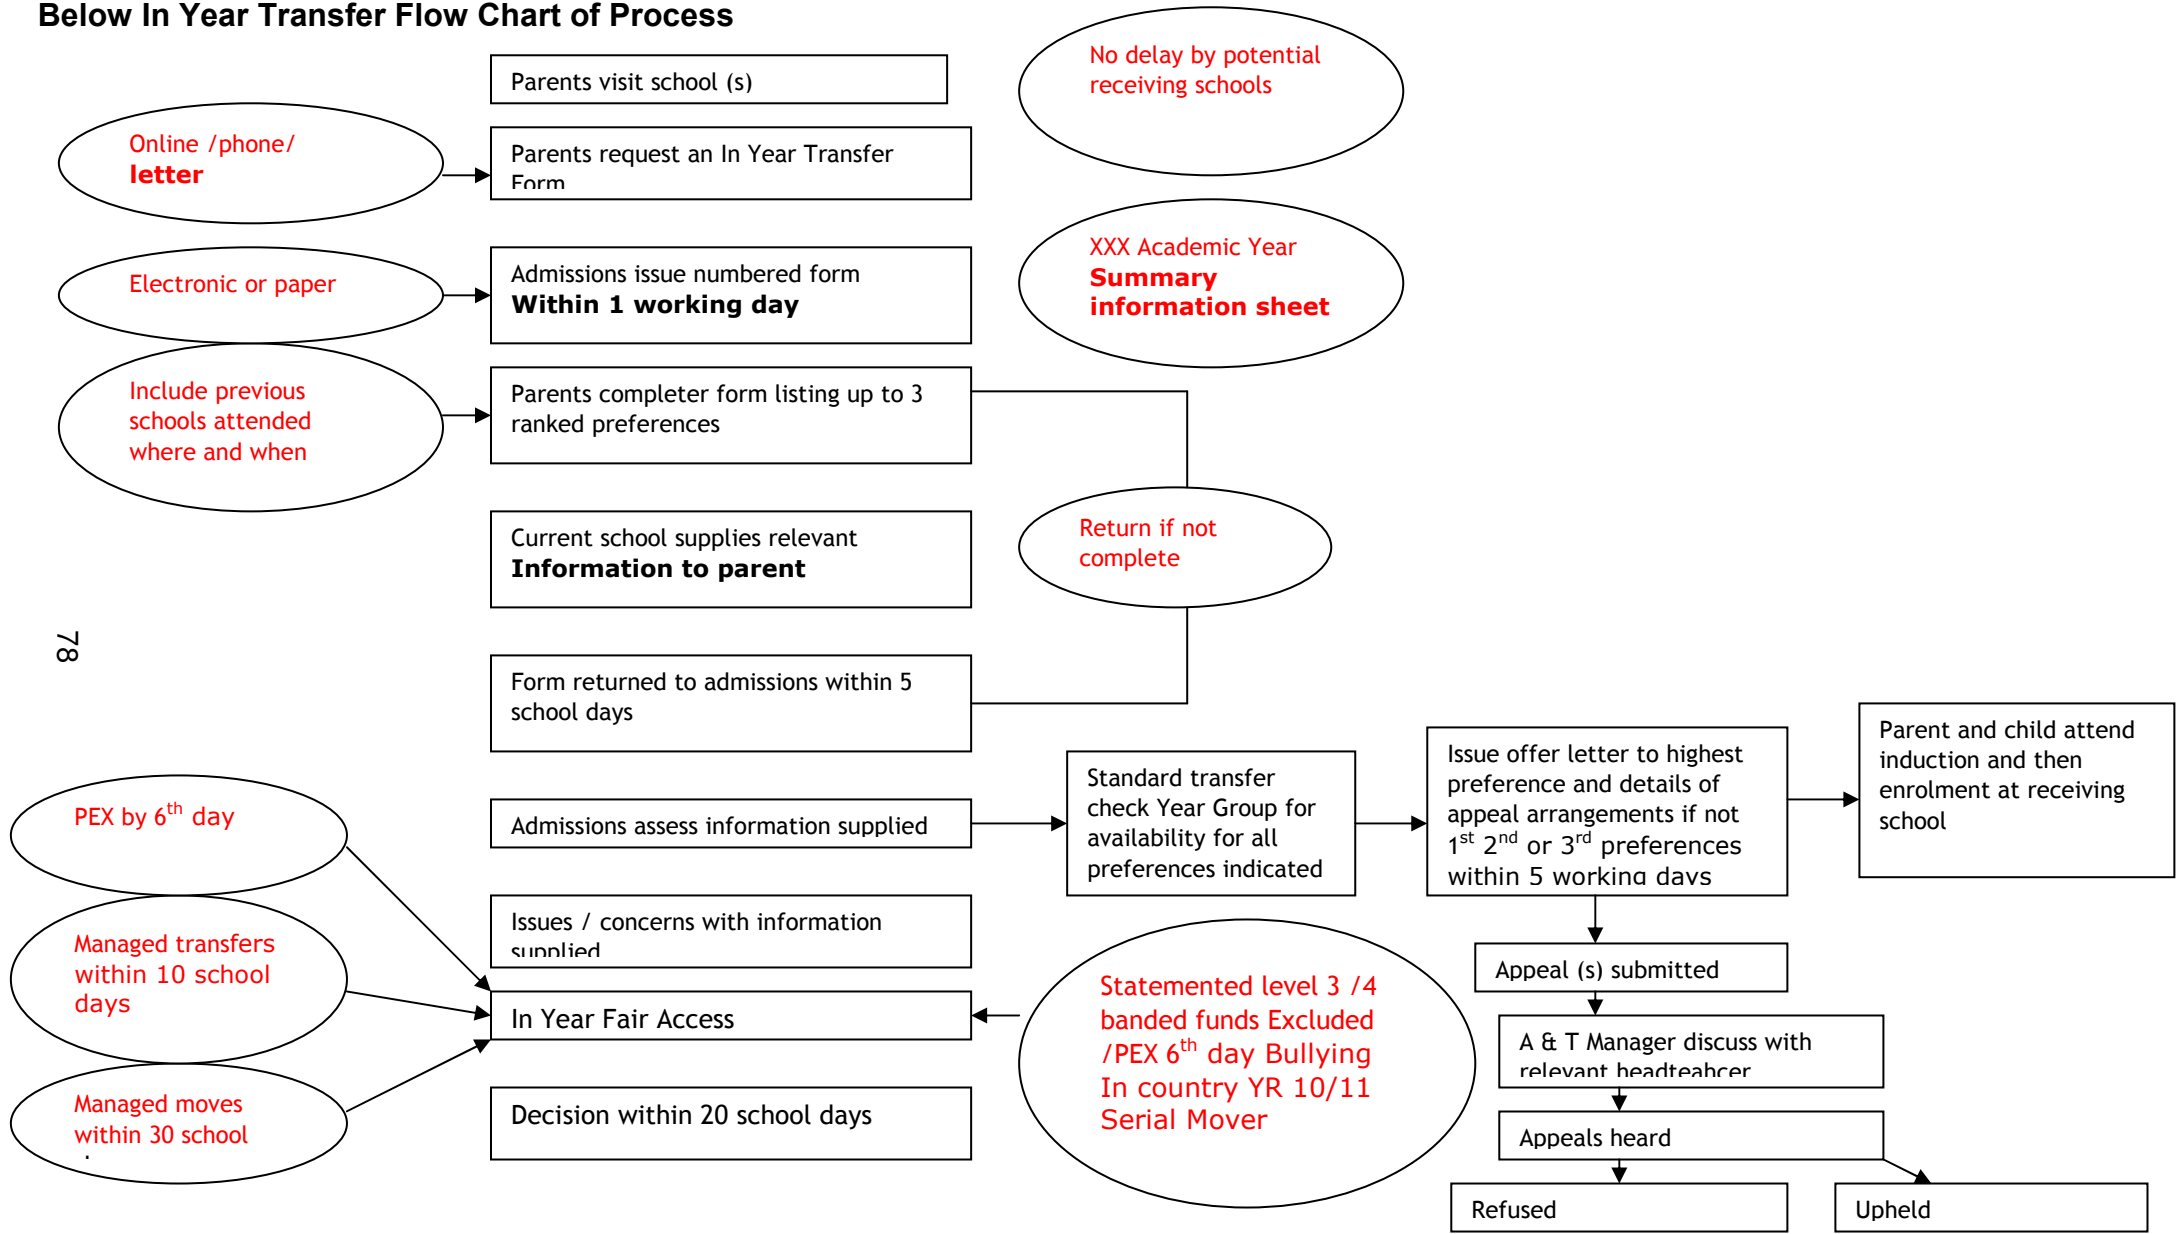 Below In Year Transfer Flow Chart of Process
Parents visit school (s)
No delay by potential
receiving schools
Online /phone/
letter
Parents request an In Year Transfer
Form
XXX Academic Year
Summary
information sheet
Electronic or paper
Admissions issue numbered form
Within 1 working day
Include previous
schools attended
where and when
Parents completer form listing up to 3
ranked preferences
Current school supplies relevant
Information to parent
Return if not
complete
78
Form returned to admissions within 5
school days
PEX by 6th day
Admissions assess information supplied
Standard transfer
check Year Group for
availability for all
preferences indicated
Issue offer letter to highest
preference and details of
appeal arrangements if not
1st 2nd or 3rd preferences
within 5 working days
Parent and child attend
induction and then
enrolment at receiving
school
Managed transfers
within 10 school
days
Issues / concerns with information
supplied
In Year Fair Access
Statemented level 3 /4
banded funds Excluded
/PEX 6th day Bullying
In country YR 10/11
Serial Mover
Managed moves
within 30 school
Decision within 20 school days
Appeal (s) submitted
A & T Manager discuss with
relevant headteahcer
Appeals heard
Refused
Upheld